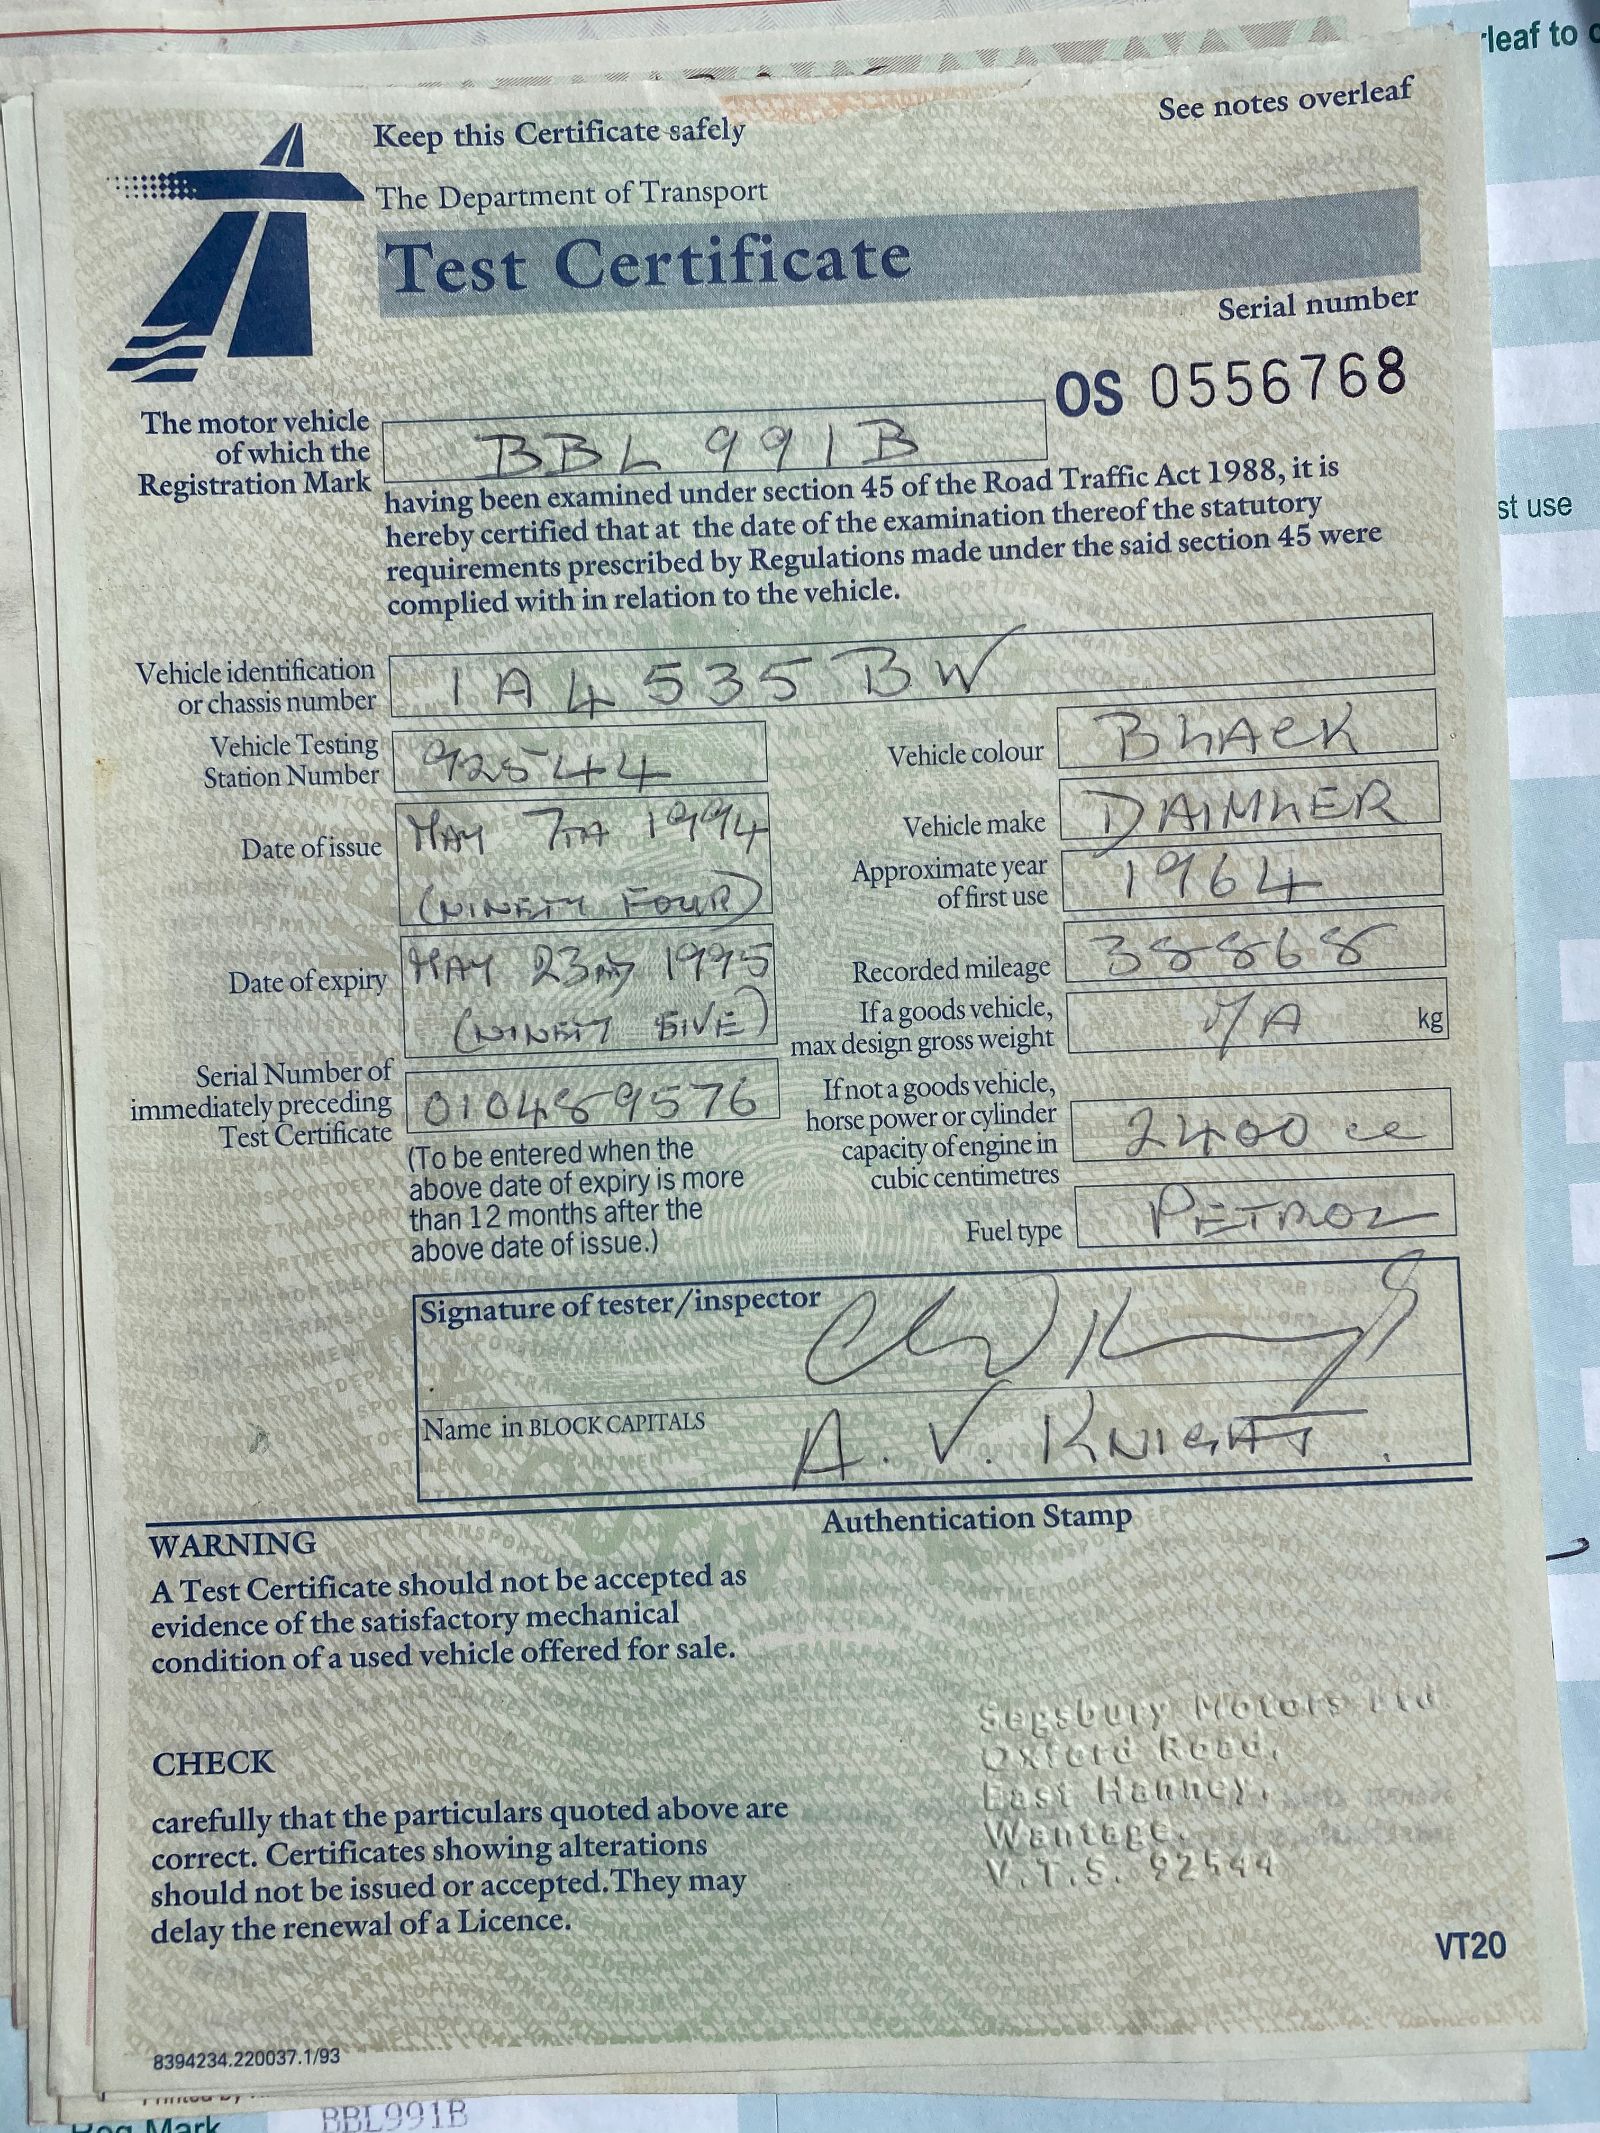 rleaf to
See notes overleaf
Keep this Certificate safely
The Department of Transport
Test Certificate
Serial number
OS 0556768
The motor vehicle
of which the
Registration Mark
BBL 991B
having been examined under section 45 of the Road Traffic Act 1988, it is
hereby certified that at the date of the examination thereof the statutory
requirements prescribed by Regulations made under the said section 45 were
complied with in relation to the vehicle.
st use
Vehicle identification
or chassis number
1A4535BW
Vehicle Testing
Station Number
92544
Vehicle colour
BLACK
Date of issue
MAY 7TH 1994
(NINETY FOUR)
Vehicle make
DAIMLER
Approximate year
of first use
1964
Date of expiry
MAY 23RD 1995
(NINETY FIVE)
Recorded mileage
38868
If a goods vehicle,
max design gross weight
N/A
kg
Serial Number of
immediately preceding
Test Certificate
010489576
(To be entered when the
above date of expiry is more
than 12 months after the
above date of issue.)
If not a goods vehicle,
horse power or cylinder
capacity of engine in
cubic centimetres
2400 cc
Fuel type
PETROL
Signature of tester/inspector
Name in BLOCK CAPITALS
A. V. KNIGHT.
Authentication Stamp
WARNING
A Test Certificate should not be accepted as
evidence of the satisfactory mechanical
condition of a used vehicle offered for sale.
CHECK
carefully that the particulars quoted above are
correct. Certificates showing alterations
should not be issued or accepted. They may
delay the renewal of a Licence.
Segsbury Motors Ltd.
Oxford Road,
East Hanney,
Wantage.
V.T.S. 92544
VT20
8394234.220037.1/93
Reg Mark
BBL991B